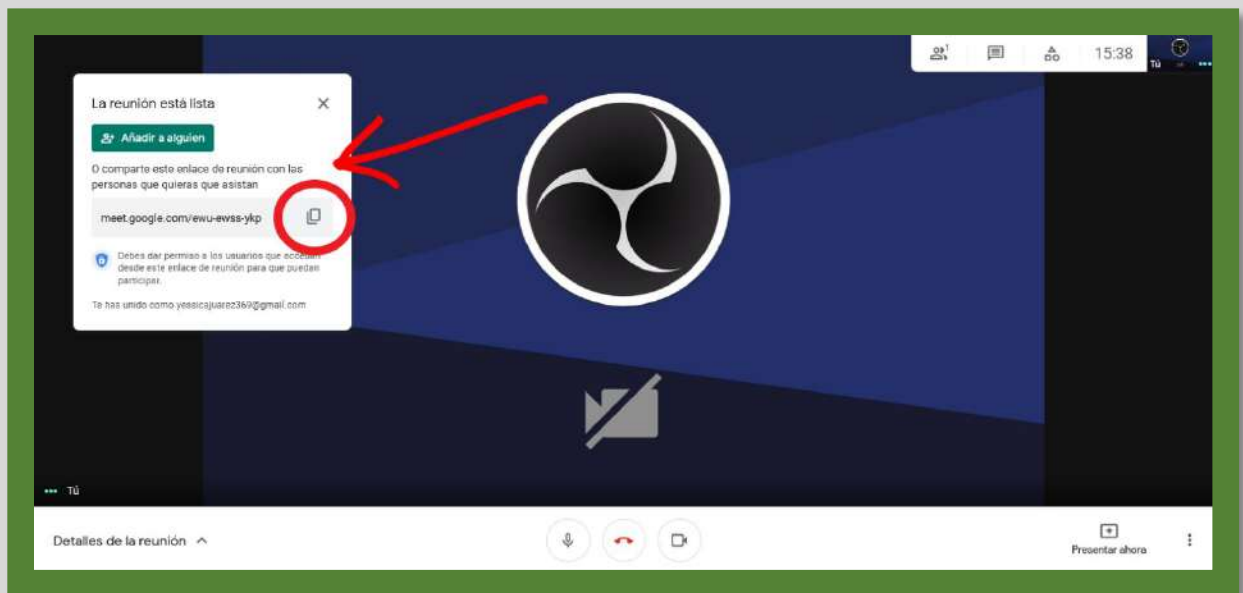 1
15:38
Tú
La reunión está lista
Añadir a alguien
O comparte este enlace de reunión con las
personas que quieras que asistan
meet.google.com/ewu-ewss-ykp
Debes dar permiso a los usuarios que accedan
desde este enlace de reunión para que puedan
participar.
Te has unido como yessicajuarez369@gmail.com
Tú
Detalles de la reunión
Presentar ahora